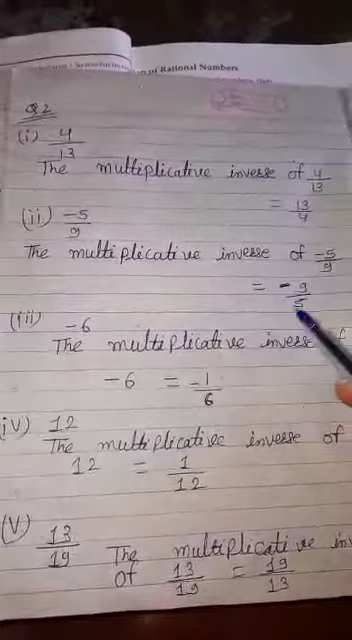 of Rational Numbers
Q2
(i) 4/13
The multiplicative inverse of 4/13
= 13/4
(ii) -5/9
The multiplicative inverse of -5/9
= -9/5
(iii) -6
The multiplicative inverse of
-6 = -1/6
iv) 12
The multiplicative inverse of
12 = 1/12
(V) 13/19 The multiplicative in
of 13/19 = 19/13